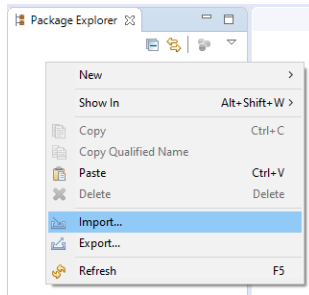 Package Explorer
New >
Show In Alt+Shift+W >
Copy Ctrl+C
Copy Qualified Name
Paste Ctrl+V
Delete Delete
Import...
Export...
Refresh F5